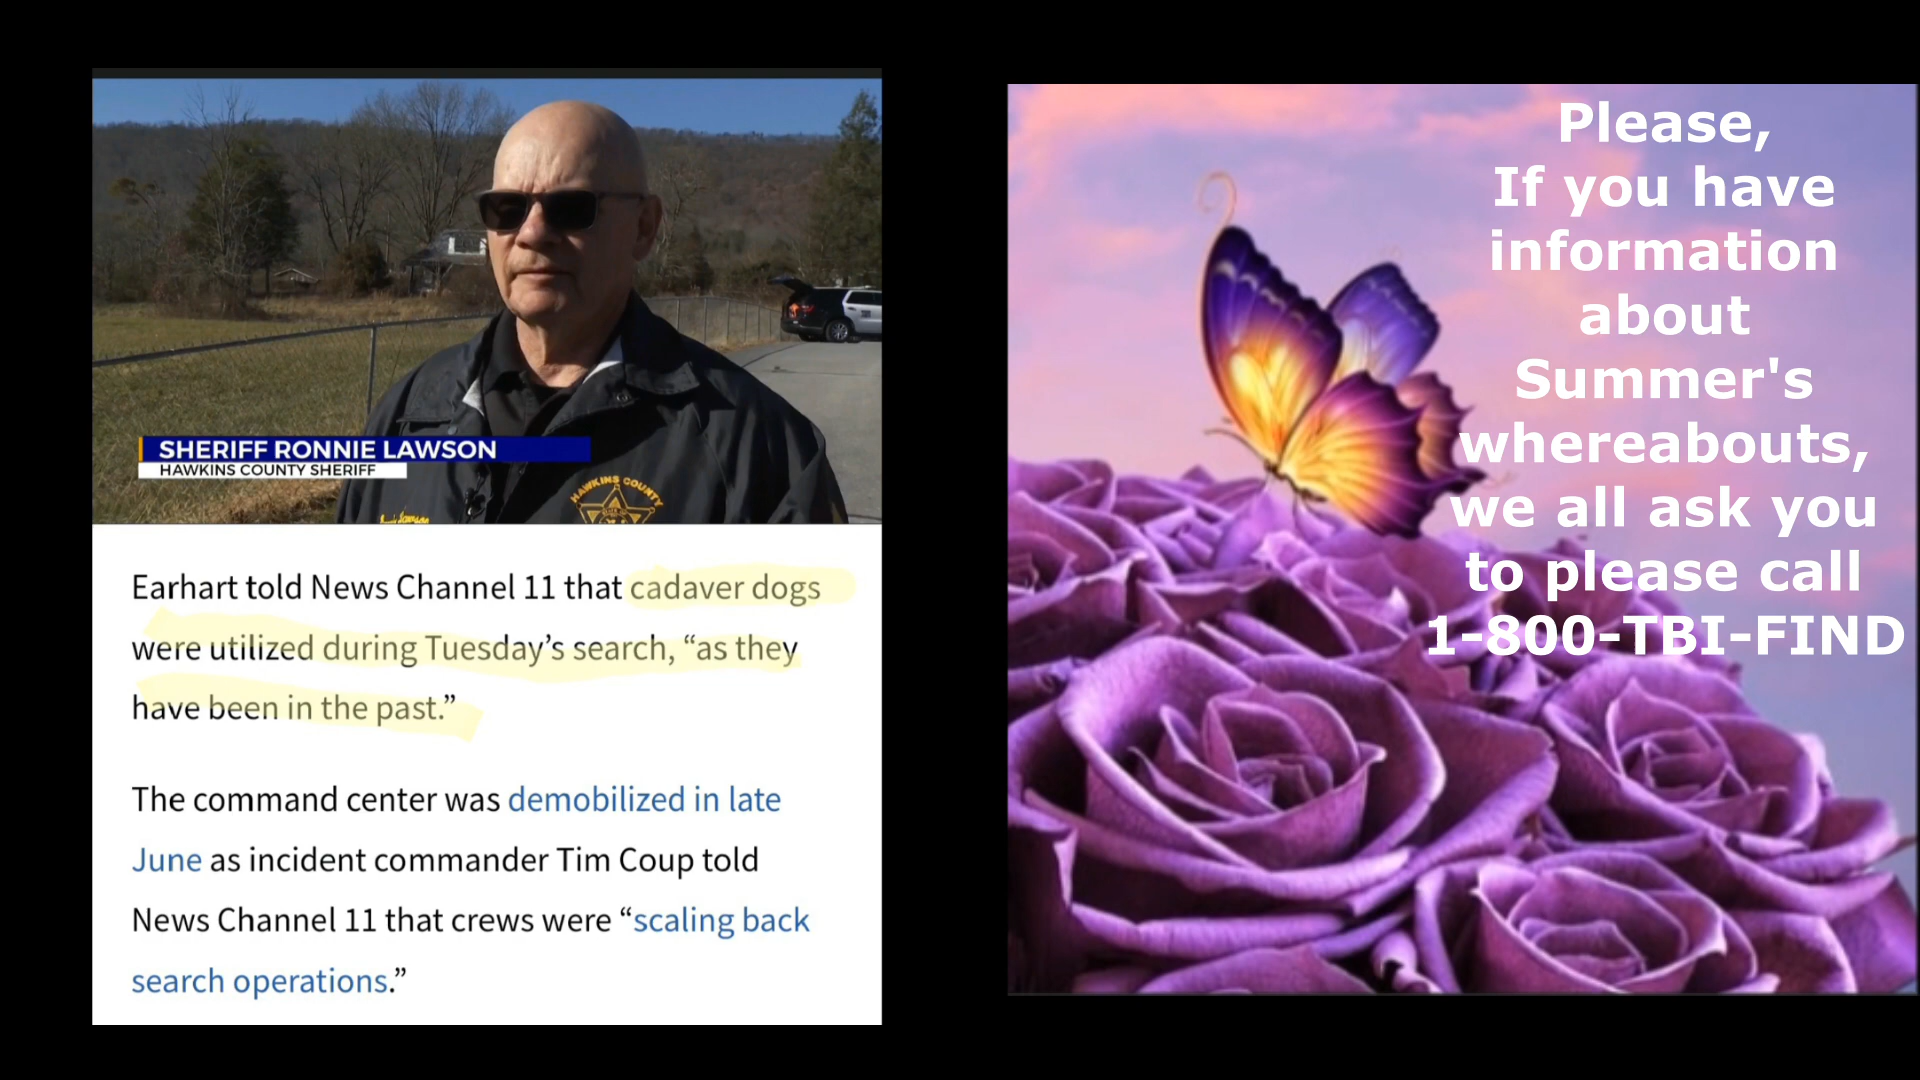 SHERIFF RONNIE LAWSON
HAWKINS COUNTY SHERIFF
HAWKINS COUNTY
Earhart told News Channel 11 that cadaver dogs
were utilized during Tuesday’s search, “as they
have been in the past.”
The command center was demobilized in late
June as incident commander Tim Coup told
News Channel 11 that crews were “scaling back
search operations.”
Please,
If you have
information
about
Summer's
whereabouts,
we all ask you
to please call
1-800-TBI-FIND